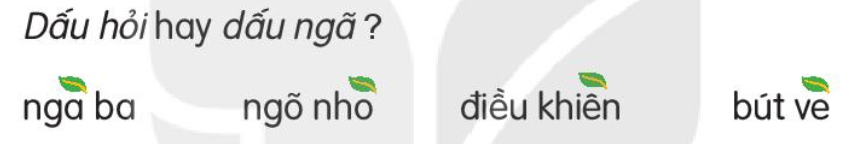 Dấu hỏi hay dấu ngã ?
nga ba ngõ nho điều khiên bút ve